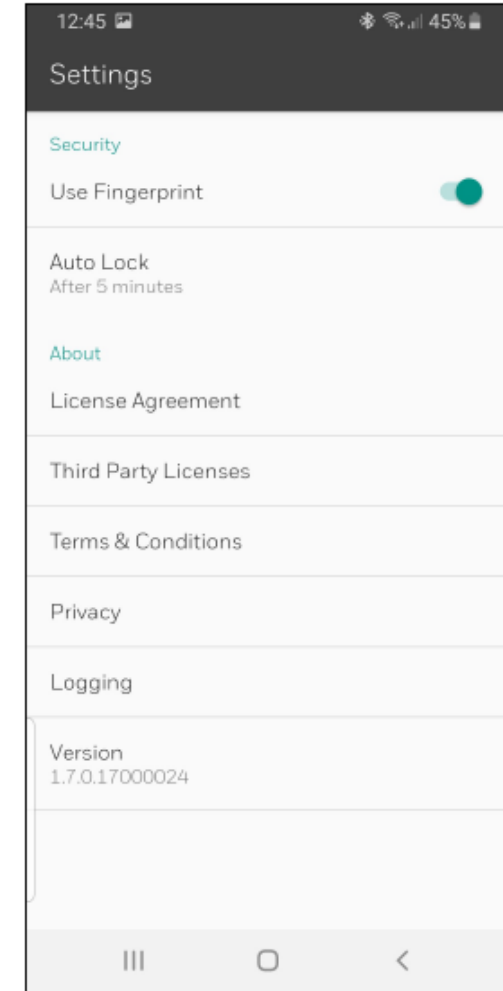 12:45 45%
Settings
Security
Use Fingerprint
Auto Lock
After 5 minutes
About
License Agreement
Third Party Licenses
Terms & Conditions
Privacy
Logging
Version
1.7.0.17000024